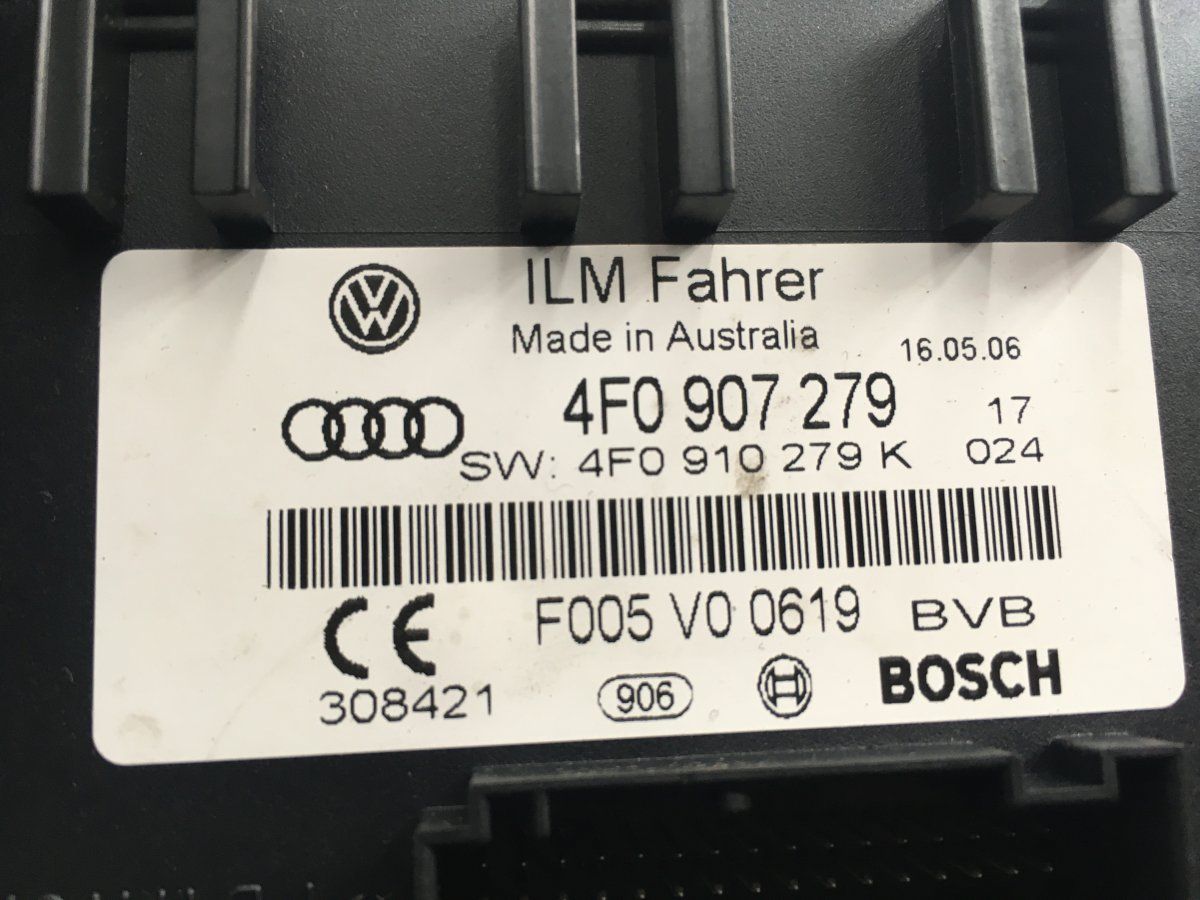 ILM Fahrer
Made in Australia
16.05.06
4F0 907 279
17
SW: 4F0 910 279 K
024
F005 V0 0619
BVB
CE
308421
906
BOSCH